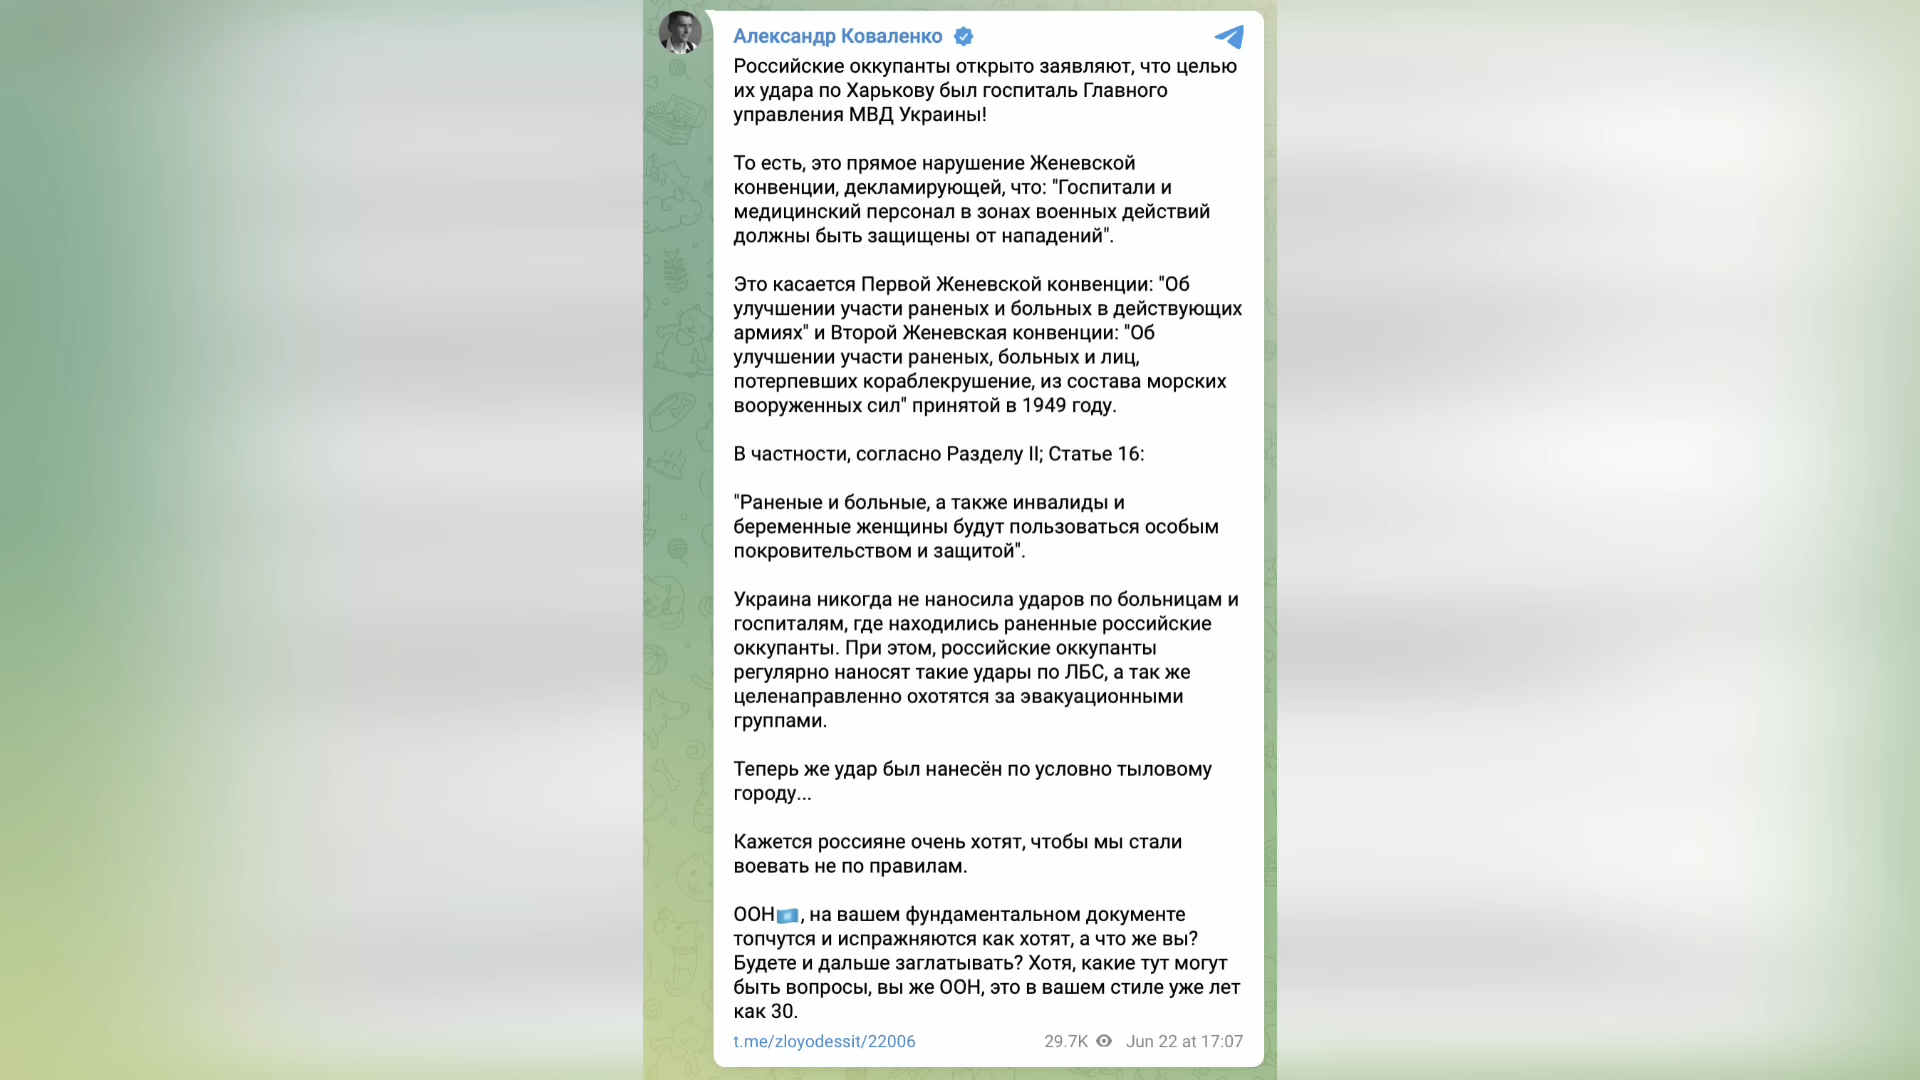 Александр Коваленко
Российские оккупанты открыто заявляют, что целью
их удара по Харькову был госпиталь Главного
управления МВД Украины!
То есть, это прямое нарушение Женевской
конвенции, декламирующей, что: "Госпитали и
медицинский персонал в зонах военных действий
должны быть защищены от нападений".
Это касается Первой Женевской конвенции: "Об
улучшении участи раненых и больных в действующих
армиях" и Второй Женевская конвенции: "Об
улучшении участи раненых, больных и лиц,
потерпевших кораблекрушение, из состава морских
вооруженных сил" принятой в 1949 году.
В частности, согласно Разделу II; Статье 16:
"Раненые и больные, а также инвалиды и
беременные женщины будут пользоваться особым
покровительством и защитой".
Украина никогда не наносила ударов по больницам и
госпиталям, где находились раненные российские
оккупанты. При этом, российские оккупанты
регулярно наносят такие удары по ЛБС, а так же
целенаправленно охотятся за эвакуационными
группами.
Теперь же удар был нанесён по условно тыловому
городу...
Кажется россияне очень хотят, чтобы мы стали
воевать не по правилам.
ООН🇺🇳, на вашем фундаментальном документе
топчутся и испражняются как хотят, а что же вы?
Будете и дальше заглатывать? Хотя, какие тут могут
быть вопросы, вы же ООН, это в вашем стиле уже лет
как 30.
t.me/zloyodessit/22006 29.7K Jun 22 at 17:07